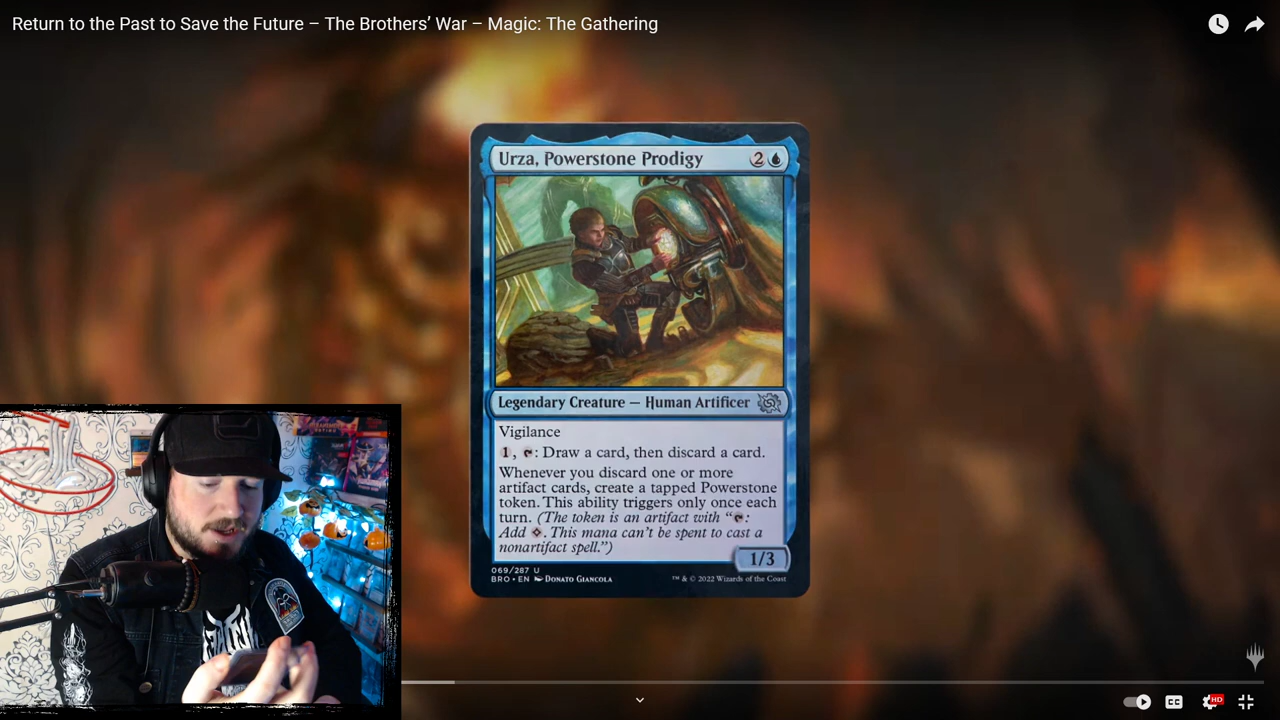 Return to the Past to Save the Future – The Brothers’ War – Magic: The Gathering
Urza, Powerstone Prodigy 2
Legendary Creature — Human Artificer
Vigilance
1, : Draw a card, then discard a card.
Whenever you discard one or more
artifact cards, create a tapped Powerstone
token. This ability triggers only once each
turn. (The token is an artifact with “:
Add . This mana can’t be spent to cast a
nonartifact spell.”)
1/3
069/287 U
BRO • EN Donato Giancola
™ & © 2022 Wizards of the Coast
CC
HD